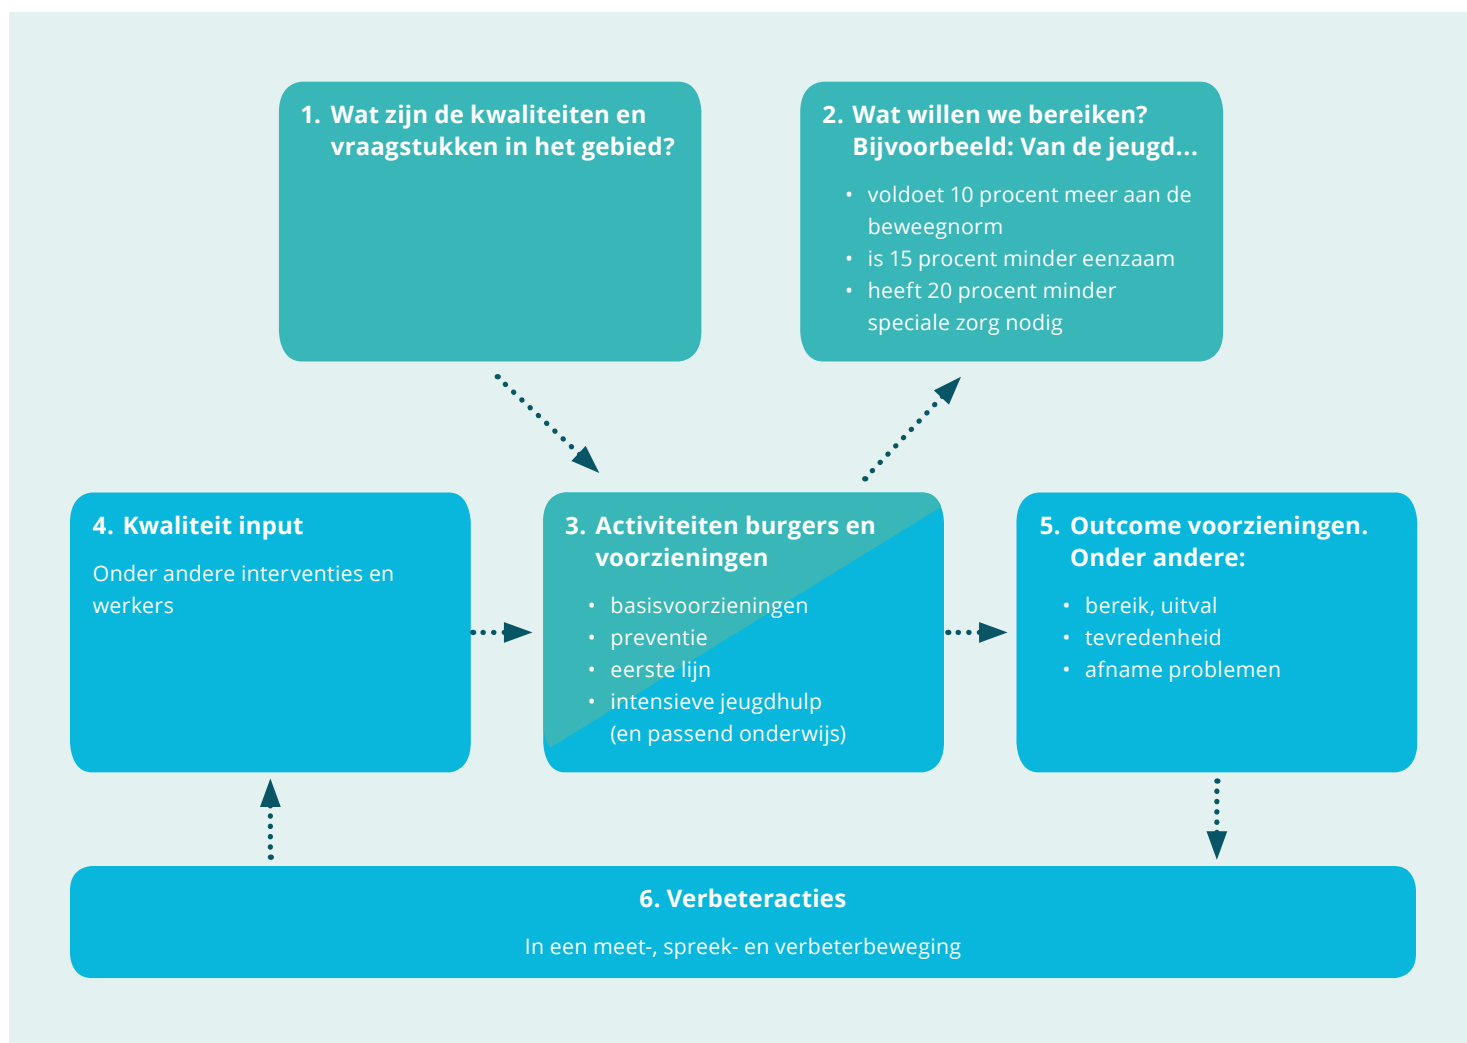 1. Wat zijn de kwaliteiten en
vraagstukken in het gebied?
2. Wat willen we bereiken?
Bijvoorbeeld: Van de jeugd...
• voldoet 10 procent meer aan de
beweegnorm
• is 15 procent minder eenzaam
• heeft 20 procent minder
speciale zorg nodig
4. Kwaliteit input
Onder andere interventies en
werkers
3. Activiteiten burgers en
voorzieningen
• basisvoorzieningen
• preventie
• eerste lijn
• intensieve jeugdhulp
(en passend onderwijs)
5. Outcome voorzieningen.
Onder andere:
• bereik, uitval
• tevredenheid
• afname problemen
6. Verbeteracties
In een meet-, spreek- en verbeterbeweging